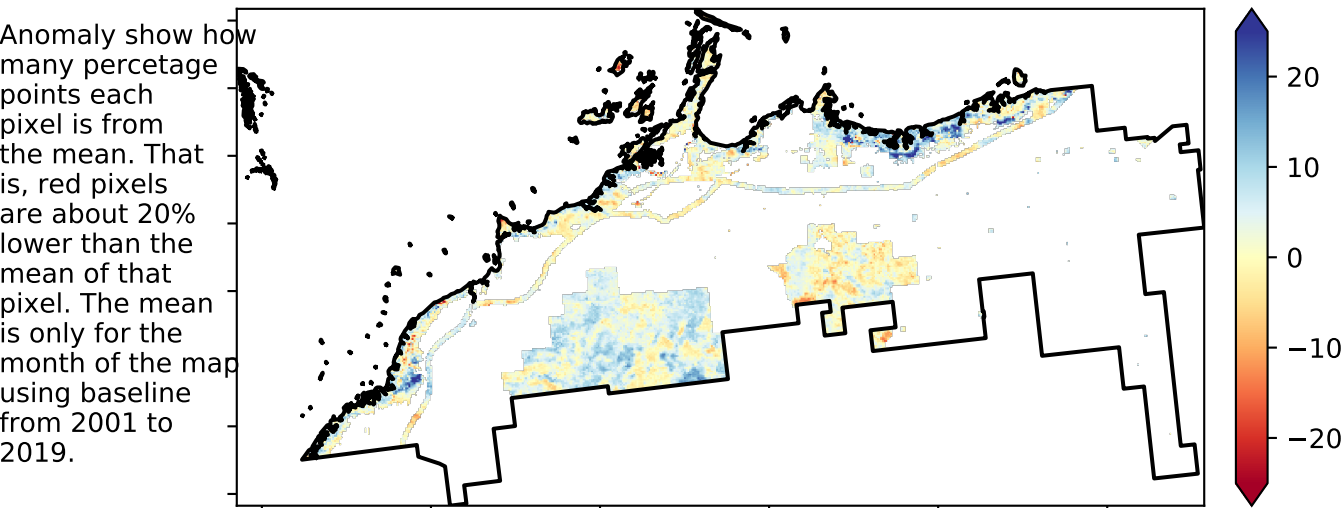 Anomaly show how
many percetage
points each
pixel is from
the mean. That
is, red pixels
are about 20%
lower than the
mean of that
pixel. The mean
is only for the
month of the map
using baseline
from 2001 to
2019.
20
10
0
−10
−20